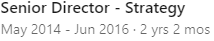 Senior Director - Strategy
May 2014 - Jun 2016 · 2 yrs 2 mos